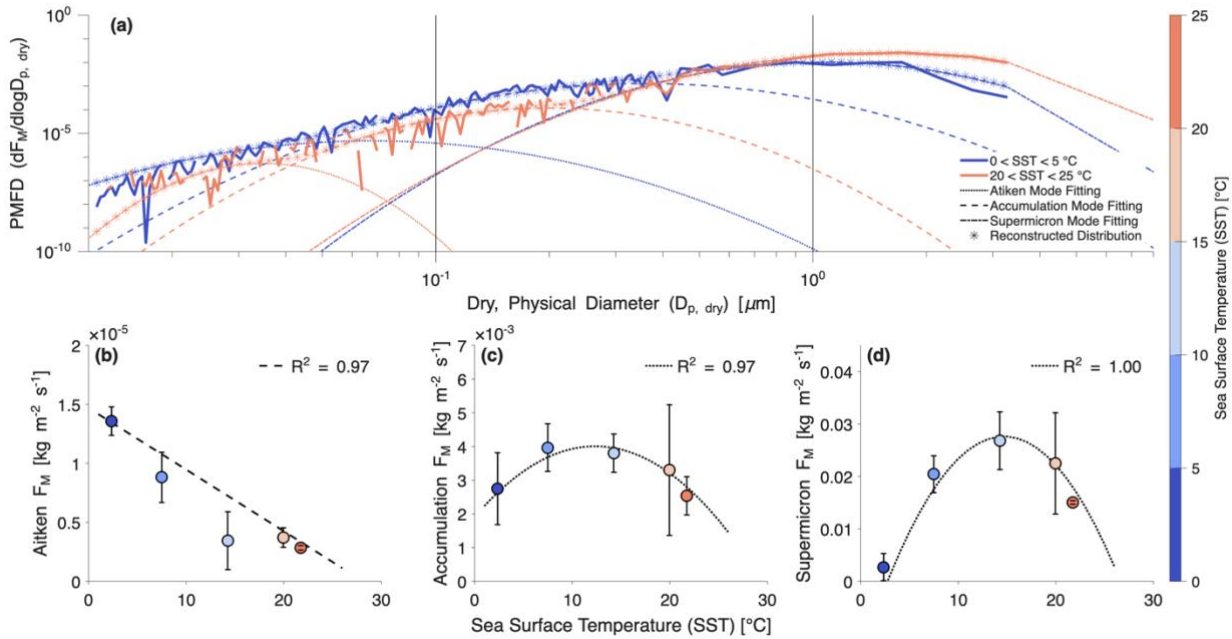 (a)
PMFD (dF_M/dlogD_p, dry)
10^0
10^-5
10^-10
0 < SST < 5 °C
20 < SST < 25 °C
Atiken Mode Fitting
Accumulation Mode Fitting
Supermicron Mode Fitting
Reconstructed Distribution
10^-1
10^0
Dry, Physical Diameter (D_p, dry) [μm]
25
20
15
10
5
0
Sea Surface Temperature (SST) [°C]
×10^-5
(b)
R^2 = 0.97
Aitken F_M [kg m^-2 s^-1]
2
1.5
1
0.5
0
0 10 20 30
×10^-3
(c)
R^2 = 0.97
Accumulation F_M [kg m^-2 s^-1]
7
6
5
4
3
2
1
0
0 10 20 30
(d)
R^2 = 1.00
Supermicron F_M [kg m^-2 s^-1]
0.04
0.03
0.02
0.01
0
0 10 20 30
Sea Surface Temperature (SST) [°C]